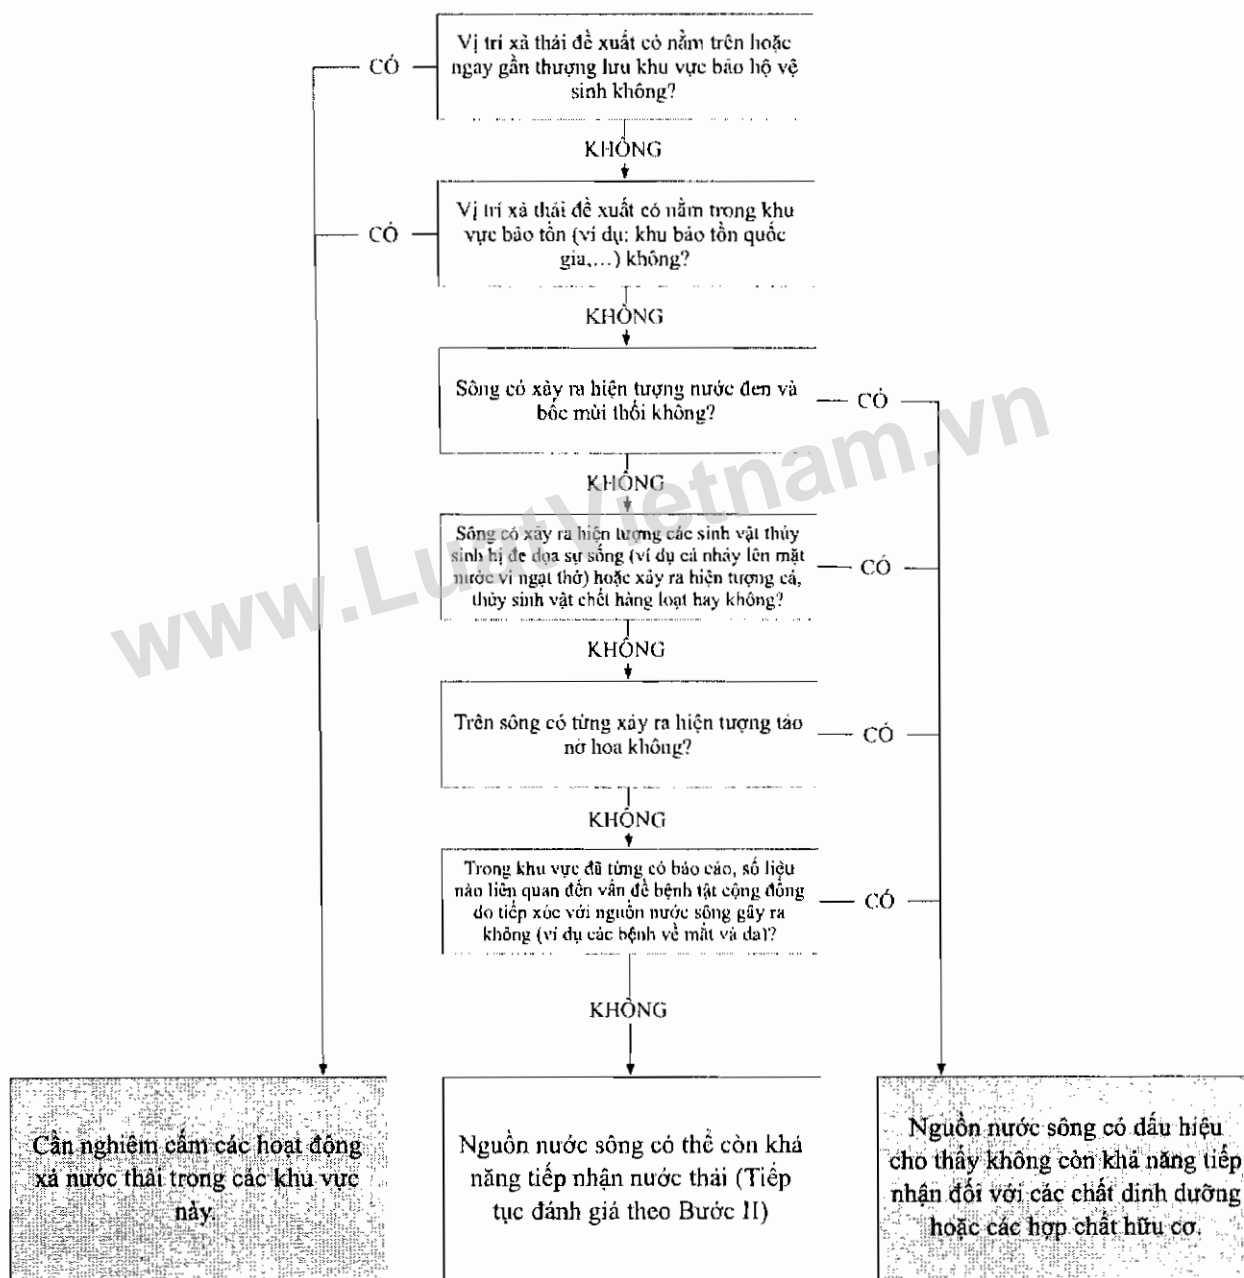 Vị trí xả thải đề xuất có nằm trên hoặc
CÓ
ngay gần thượng lưu khu vực bảo hộ vệ
sinh không?
KHÔNG
Vị trí xả thải đề xuất có nằm trong khu
CÓ
vực bảo tồn (ví dụ: khu bảo tồn quốc
gia,...) không?
KHÔNG
Sông có xảy ra hiện tượng nước đen và
bốc mùi thối không?
CÓ
KHÔNG
Sông có xảy ra hiện tượng các sinh vật thủy
sinh bị đe dọa sự sống (ví dụ cá nhảy lên mặt
nước vì ngạt thở) hoặc xảy ra hiện tượng cá,
thủy sinh vật chết hàng loạt hay không?
CÓ
KHÔNG
Trên sông có từng xảy ra hiện tượng tảo
nở hoa không?
CÓ
KHÔNG
Trong khu vực đã từng có báo cáo, số liệu
nào liên quan đến vấn đề bệnh tật cộng đồng
do tiếp xúc với nguồn nước sông gây ra
không (ví dụ các bệnh về mắt và da)?
CÓ
KHÔNG
Cần nghiêm cấm các hoạt động
xả nước thải trong các khu vực
này.
Nguồn nước sông có thể còn khả
năng tiếp nhận nước thải (Tiếp
tục đánh giá theo Bước II)
Nguồn nước sông có dấu hiệu
cho thấy không còn khả năng tiếp
nhận đối với các chất dinh dưỡng
hoặc các hợp chất hữu cơ.
www.LuatVietnam.vn